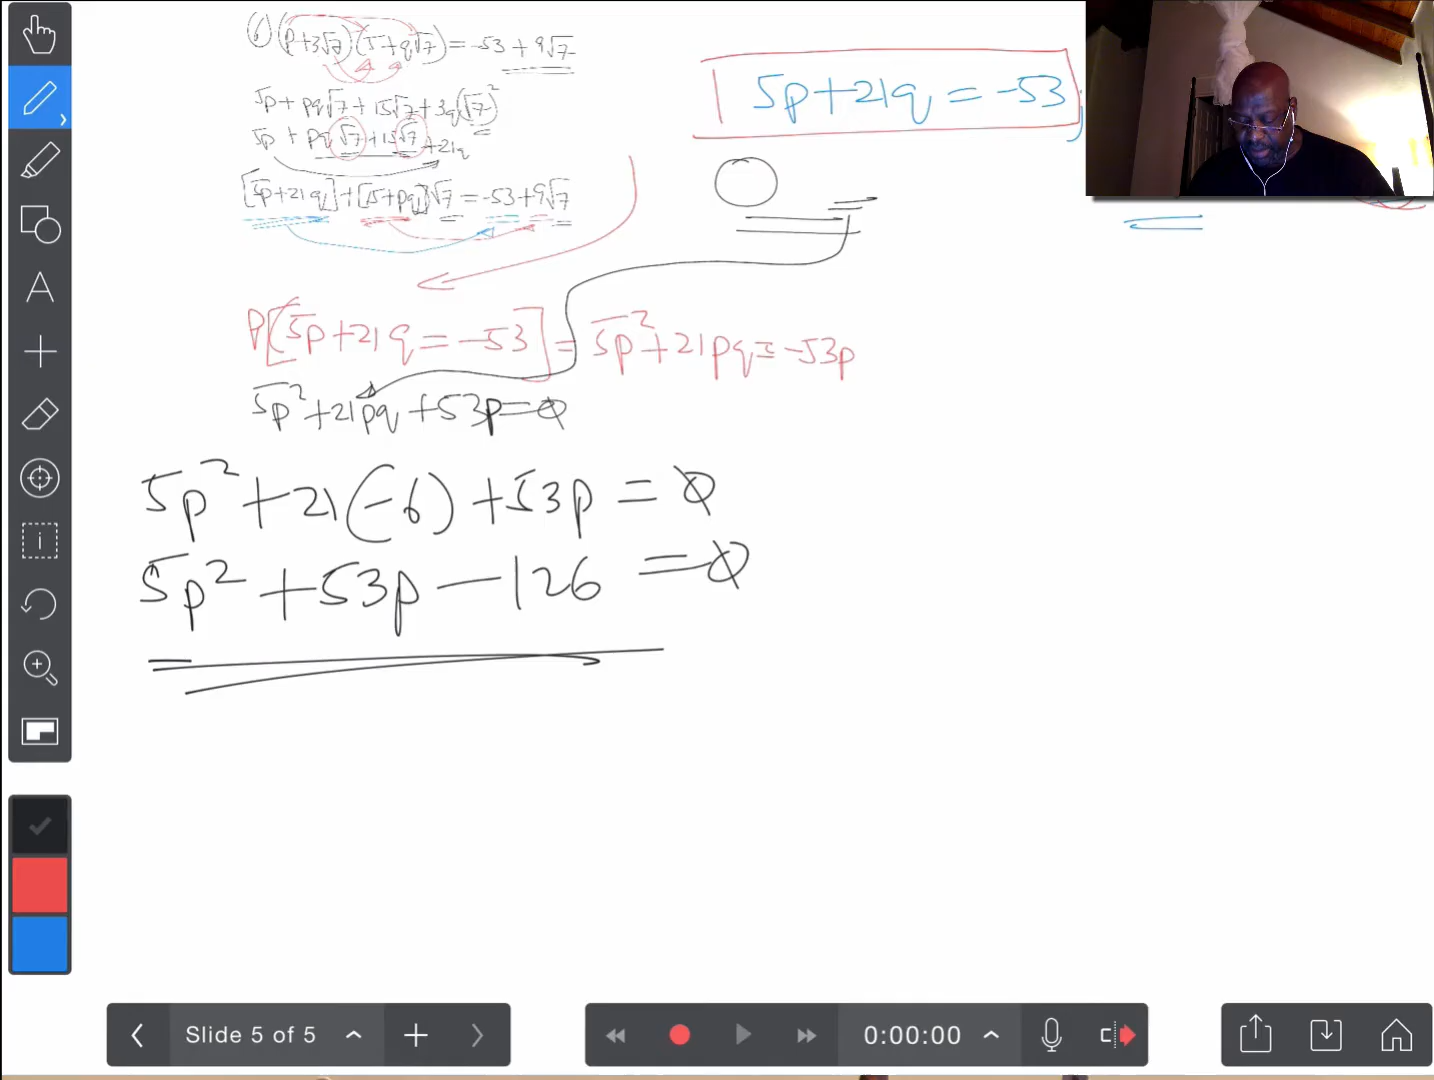 6) (p+3√7)(5+q√7) = -53 + 9√7
5p + pq√7 + 15√7 + 3q(√7)²
5p + pq√7 + 15√7 + 21q
[5p+21q] + [15+pq]√7 = -53 + 9√7
5p+21q = -53
P[5p+21q = -53] = 5p²+21pq = -53p
5p²+21pq+53p=0
5p²+21(-6)+53p = 0
5p² + 53p - 126 = 0
A
i
Slide 5 of 5
0:00:00